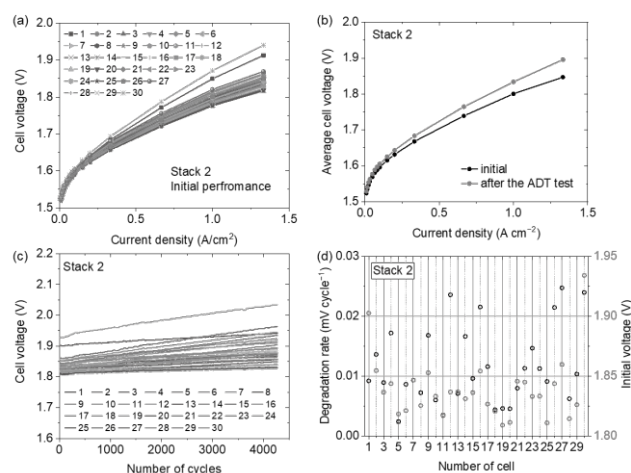 (a)
1 2 3 4 5 6
7 8 9 10 11 12
13 14 15 16 17 18
19 20 21 22 23
24 25 26 27
28 29 30
Stack 2
Initial perfromance
Cell voltage (V)
2.0
1.9
1.8
1.7
1.6
1.5
0.0 0.5 1.0 1.5
Current density (A/cm²)
(b)
Stack 2
initial
after the ADT test
Average cell voltage (V)
2.0
1.9
1.8
1.7
1.6
1.5
0.0 0.5 1.0 1.5
Current density (A cm⁻²)
(c)
Stack 2
Cell voltage (V)
2.2
2.1
2.0
1.9
1.8
1.7
1.6
1 2 3 4 5 6 7 8
9 10 11 12 13 14 15 16
17 18 19 20 21 22 23 24
25 26 27 28 29 30
0 1000 2000 3000 4000
Number of cycles
(d)
Stack 2
Degradation rate (mV cycle⁻¹)
0.03
0.02
0.01
0.00
Initial voltage (V)
1.95
1.90
1.85
1.80
1 3 5 7 9 11 13 15 17 19 21 23 25 27 29
Number of cell